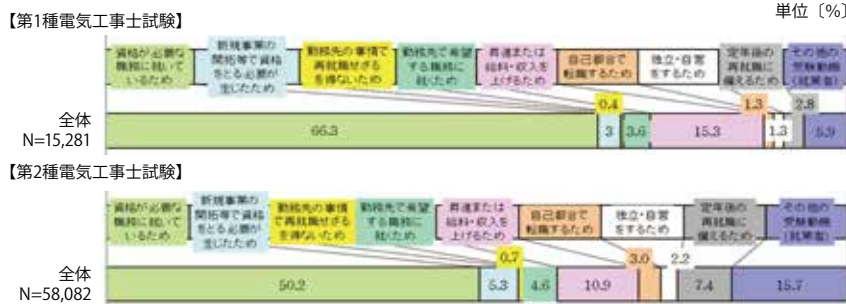 単位〔%〕
【第1種電気工事士試験】
資格が必要な
職務に就いて
いるため
新規事業の
開拓等で資格
をとる必要が
生じたため
勤務先の事情で
再就職せざる
を得ないため
勤務先で希望
する職務に
就くため
昇進または
給料・収入を
上げるため
自己都合で
転職するため
独立・自営
をするため
定年後の
再就職に
備えるため
その他の
受験動機
(就業者)
0.4
1.3
2.8
全体
N=15,281
66.3
3
3.6
15.3
1.3
5.9
【第2種電気工事士試験】
資格が必要な
職務に就いて
いるため
新規事業の
開拓等で資格
をとる必要が
生じたため
勤務先の事情
で再就職せざる
を得ないため
勤務先で希望
する職務に
就くため
昇進または
給料・収入を
上げるため
自己都合で
転職するため
独立・自営
をするため
定年後の
再就職に
備えるため
その他の
受験動機
(就業者)
0.7
3.0
2.2
全体
N=58,082
50.2
5.3
4.6
10.9
7.4
15.7